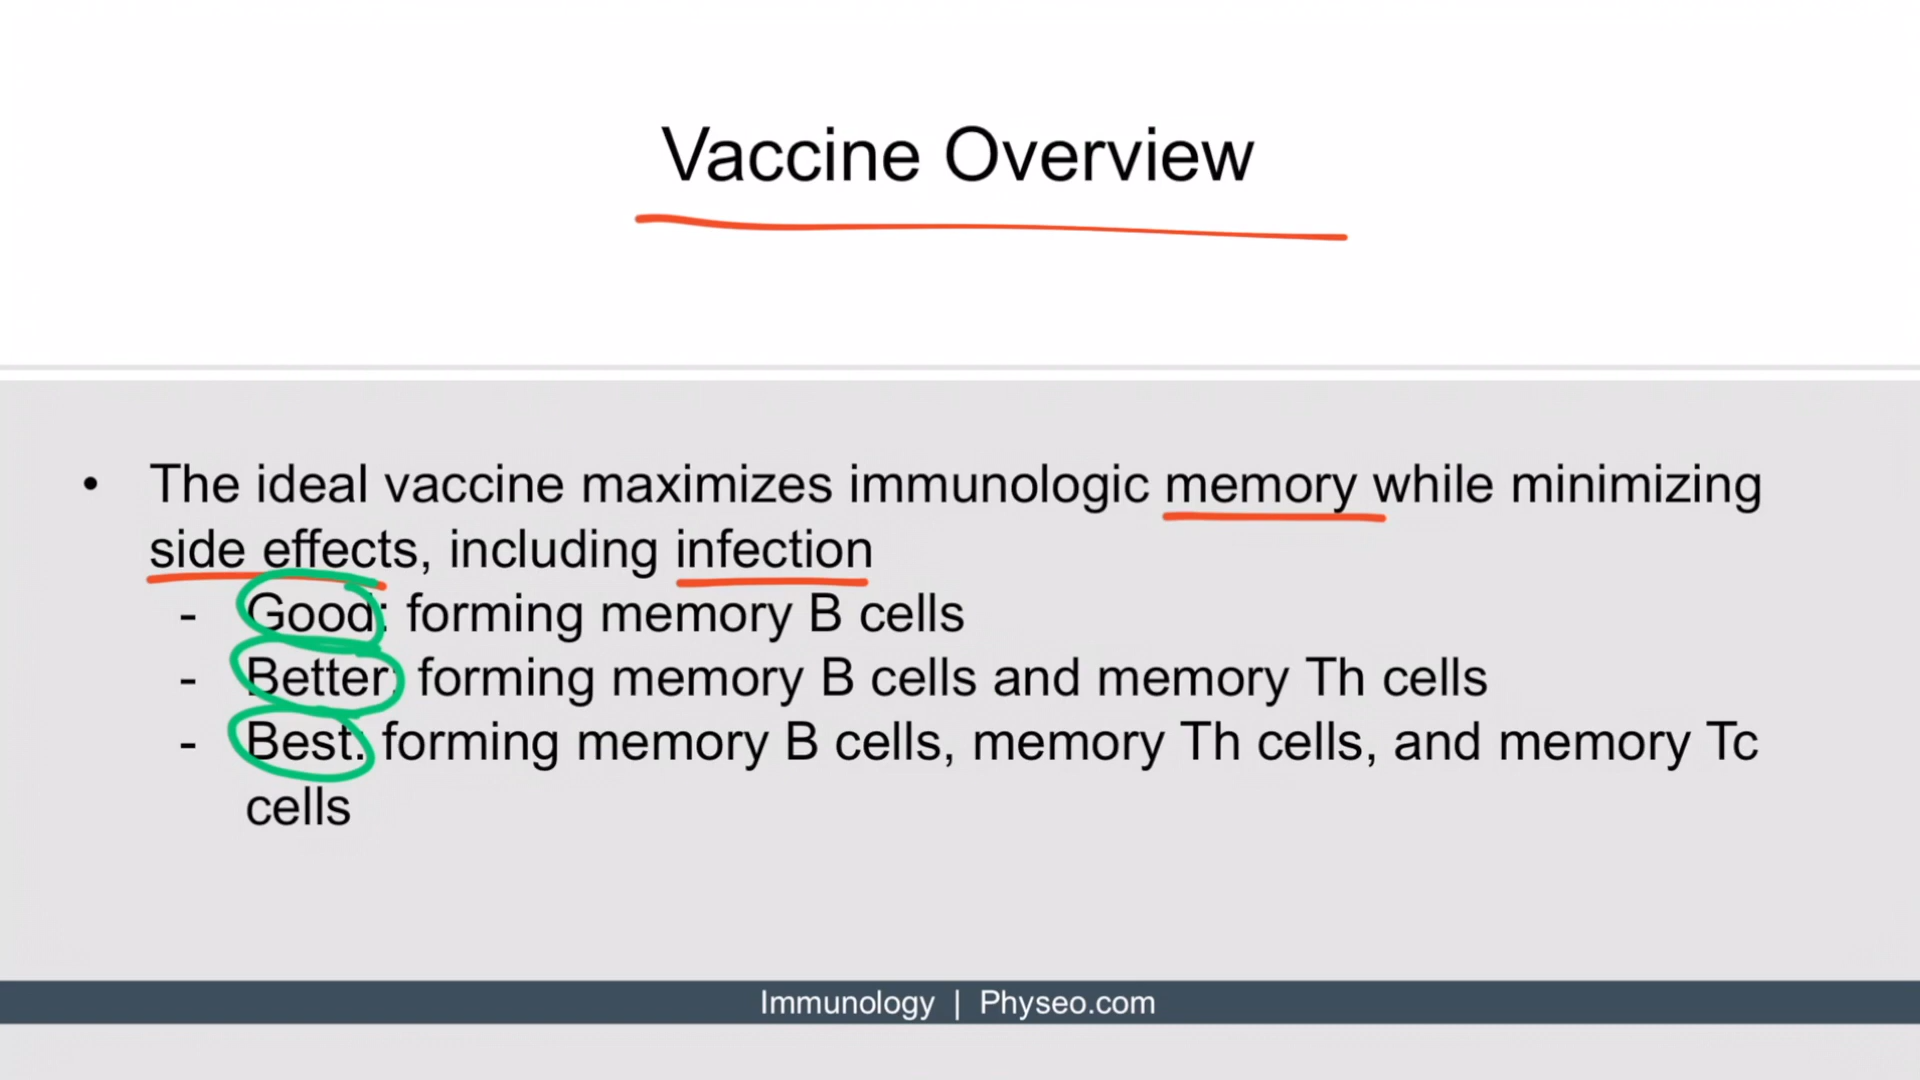 Vaccine Overview
• The ideal vaccine maximizes immunologic memory while minimizing
side effects, including infection
- Good: forming memory B cells
- Better: forming memory B cells and memory Th cells
- Best: forming memory B cells, memory Th cells, and memory Tc
cells
Immunology | Physeo.com